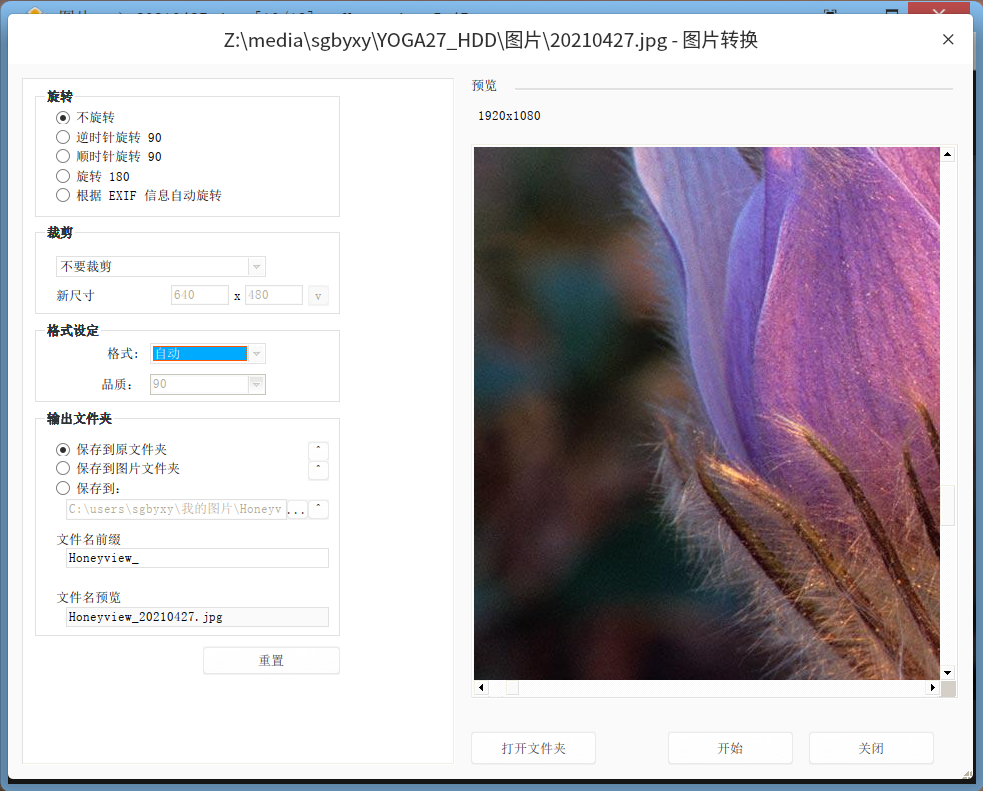 Z:\media\sgbyxy\YOGA27_HDD\图片\20210427.jpg - 图片转换
旋转
不旋转
逆时针旋转 90
顺时针旋转 90
旋转 180
根据 EXIF 信息自动旋转
裁剪
不要裁剪
新尺寸 640 x 480 v
格式设定
格式: 自动
品质: 90
输出文件夹
保存到原文件夹
保存到图片文件夹
保存到:
C:\users\sgbyxy\我的图片\Honeyv ...
文件名前缀
Honeyview_
文件名预览
Honeyview_20210427.jpg
重置
预览
1920x1080
打开文件夹
开始
关闭